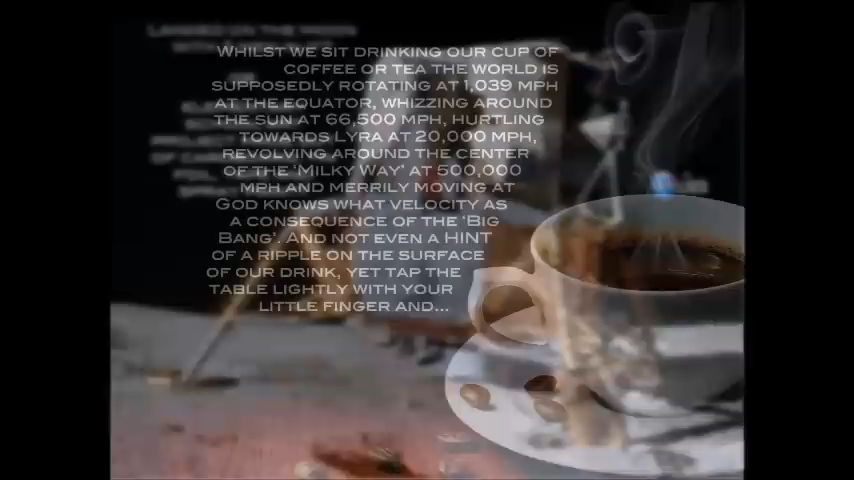 LANDED ON THE MOON
WHILST WE SIT DRINKING OUR CUP OF
COFFEE OR TEA THE WORLD IS
SUPPOSEDLY ROTATING AT 1,039 MPH
AT THE EQUATOR, WHIZZING AROUND
THE SUN AT 66,500 MPH, HURTLING
TOWARDS LYRA AT 20,000 MPH,
REVOLVING AROUND THE CENTER
OF THE 'MILKY WAY' AT 500,000
MPH AND MERRILY MOVING AT
GOD KNOWS WHAT VELOCITY AS
A CONSEQUENCE OF THE 'BIG
BANG'. AND NOT EVEN A HINT
OF A RIPPLE ON THE SURFACE
OF OUR DRINK, YET TAP THE
TABLE LIGHTLY WITH YOUR
LITTLE FINGER AND...